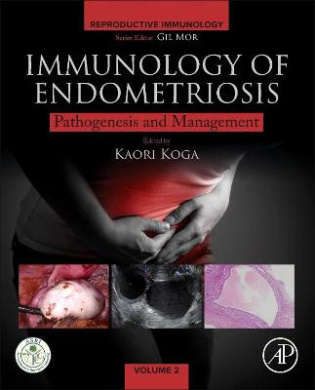 REPRODUCTIVE IMMUNOLOGY
Series Editor GIL MOR
IMMUNOLOGY OF
ENDOMETRIOSIS
Pathogenesis and Management
Edited by
KAORI KOGA
VOLUME 2